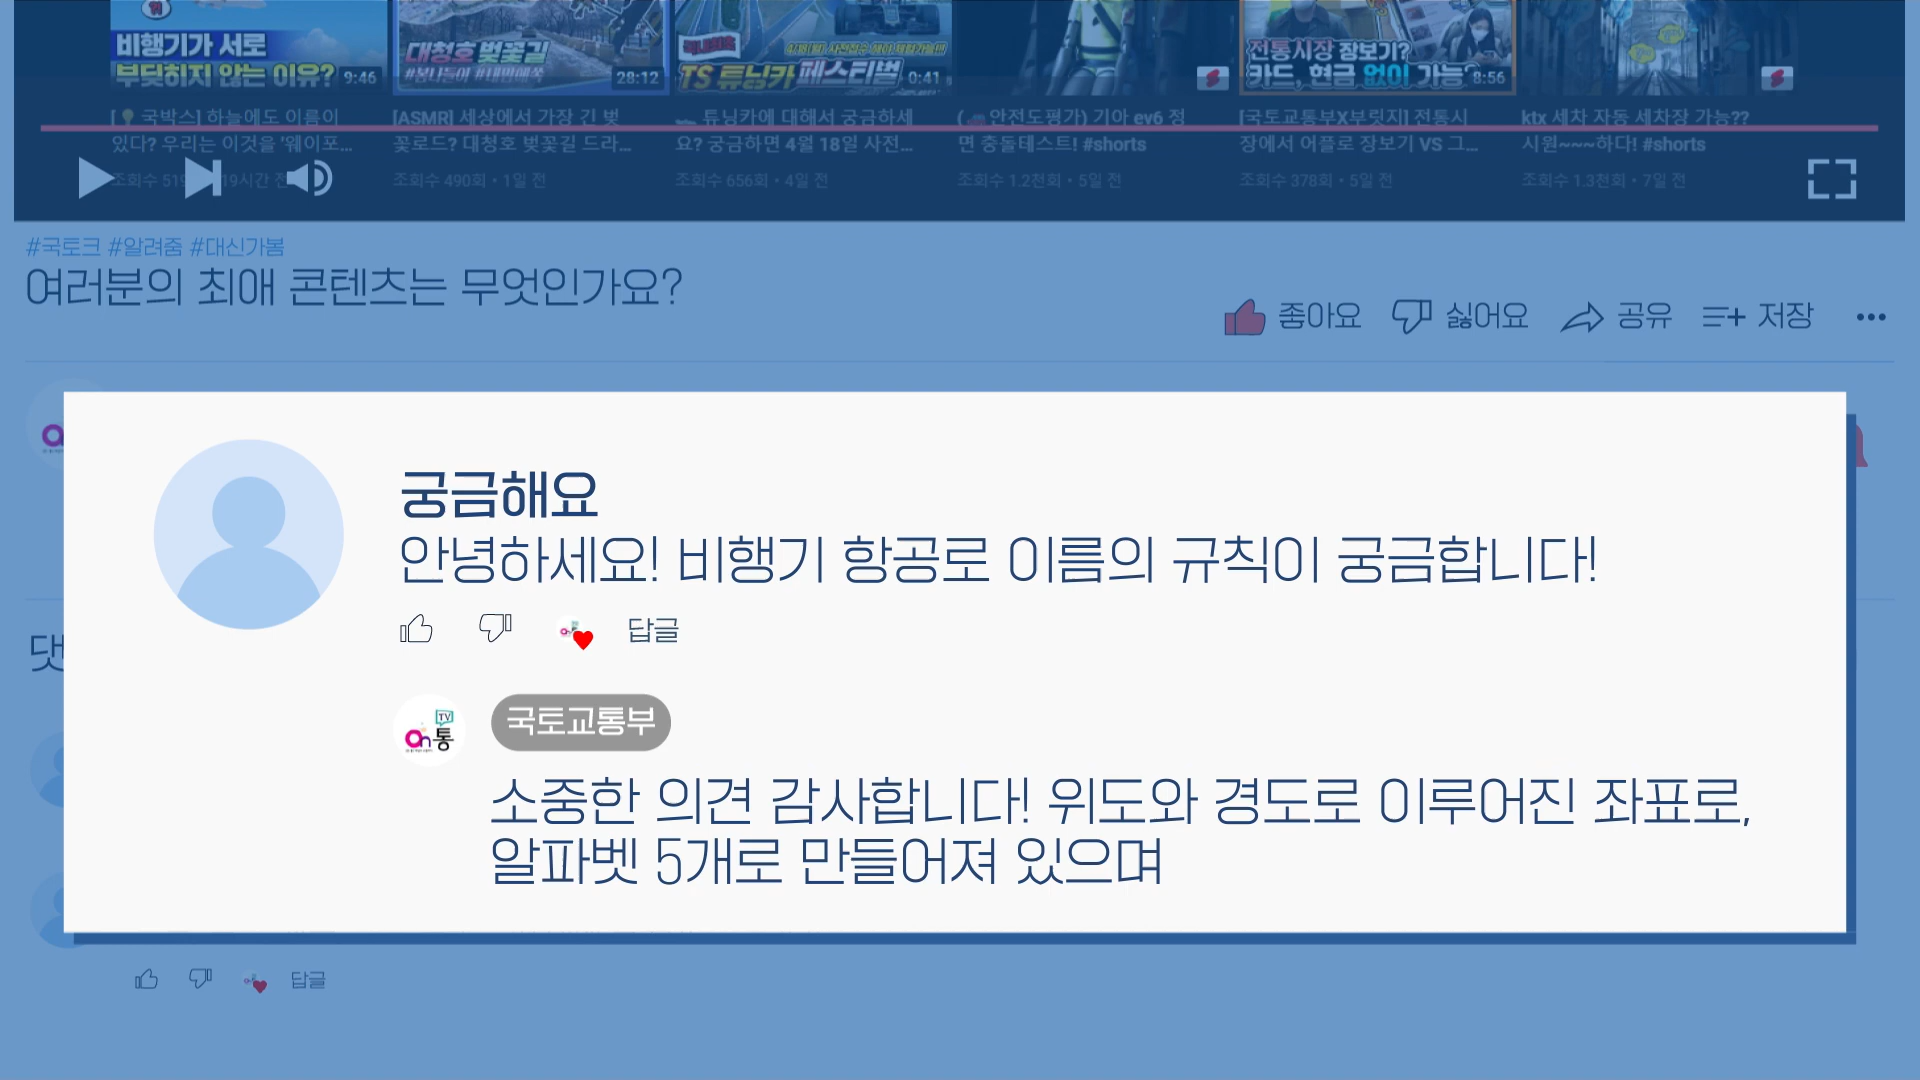 비행기가 서로
부딪히지 않는 이유?
9:46
대청호 벚꽃길
#봄나들이
28:12
TS 튜닝카 페스티벌
0:41
전통시장 장보기?
카드, 현금 없이 가능?
8:56
국박스] 하늘에도 이름이
있다? 우리는 이것을 '웨이포...
[ASMR] 세상에서 가장 긴 벚
꽃로드? 대청호 벚꽃길 드라...
조회수 490회 • 1일 전
튜닝카에 대해서 궁금하세
요? 궁금하면 4월 18일 사전...
조회수 656회 • 4일 전
안전도평가) 기아 ev6 정
면 충돌테스트! #shorts
조회수 1.2천회 • 5일 전
[국토교통부X부릿지] 전통시
장에서 어플로 장보기 VS 그...
조회수 378회 • 5일 전
ktx 세차 자동 세차장 가능??
시원~~~하다! #shorts
조회수 1.3천회 • 7일 전
#국토크 #알려줌 #대신가봄
여러분의 최애 콘텐츠는 무엇인가요?
좋아요 싫어요 공유 저장
궁금해요
안녕하세요! 비행기 항공로 이름의 규칙이 궁금합니다!
답글
on통 TV
국토교통부
소중한 의견 감사합니다! 위도와 경도로 이루어진 좌표로,
알파벳 5개로 만들어져 있으며
댓
답글